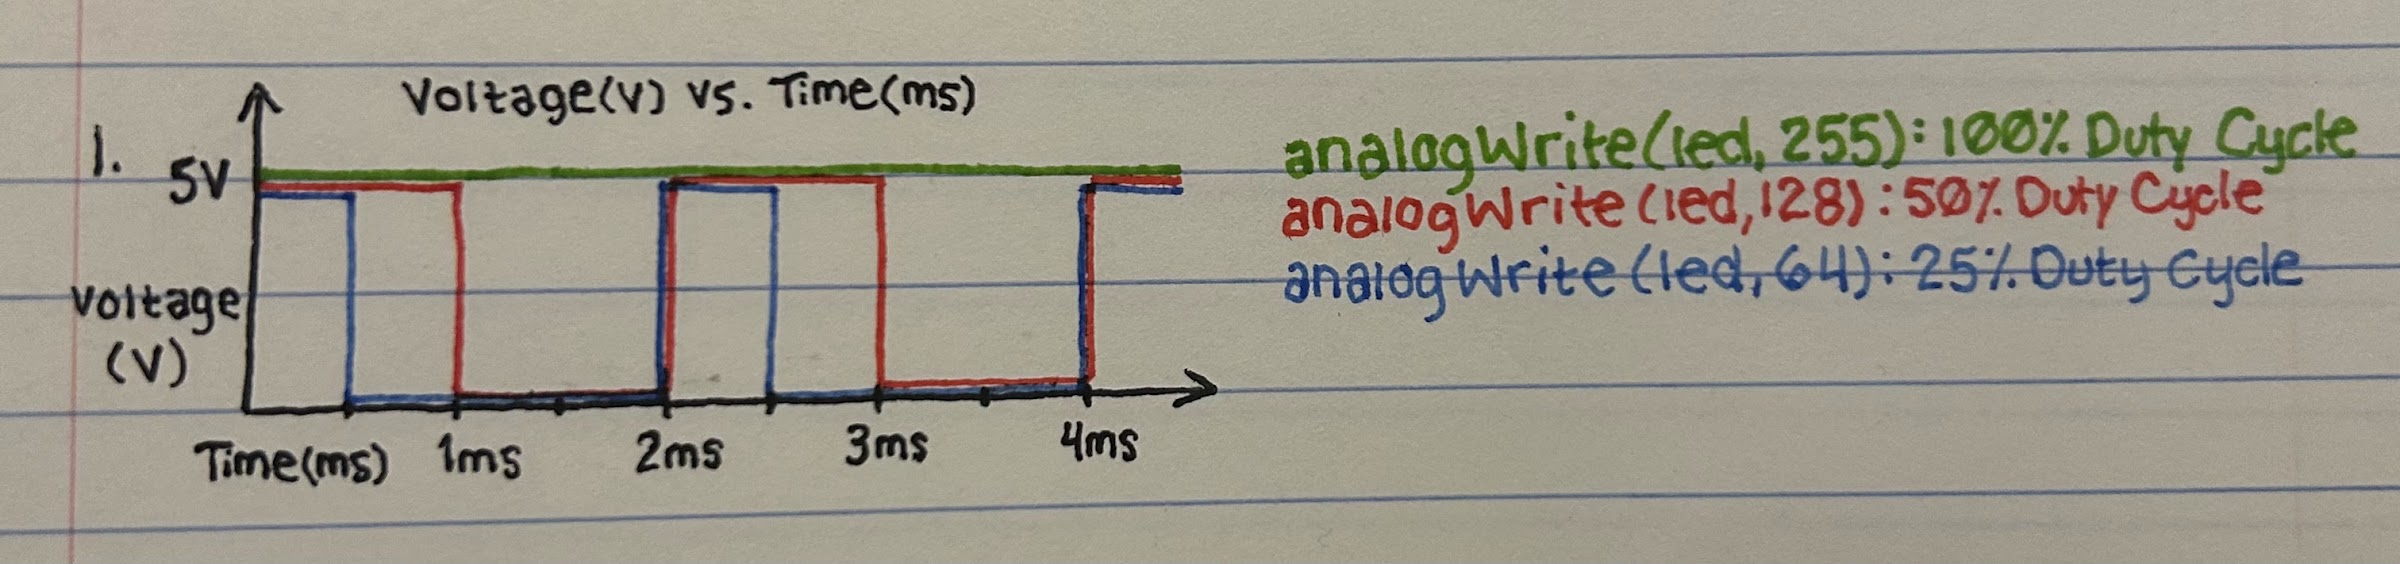 Voltage(V) vs. Time(ms)
1.
5V
analogWrite(led, 255): 100% Duty Cycle
analogWrite(led, 128): 50% Duty Cycle
analogWrite(led, 64): 25% Duty Cycle
Voltage
(V)
Time(ms) 1ms 2ms 3ms 4ms